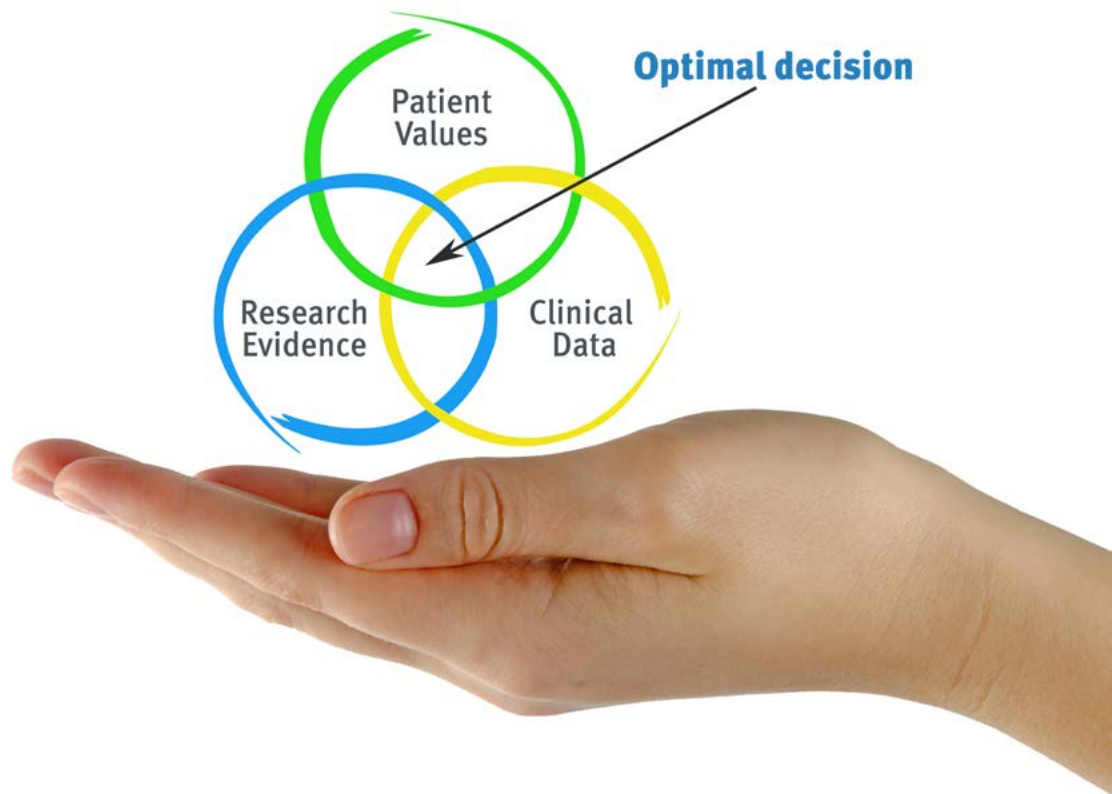 Optimal decision
Patient
Values
Research
Evidence
Clinical
Data